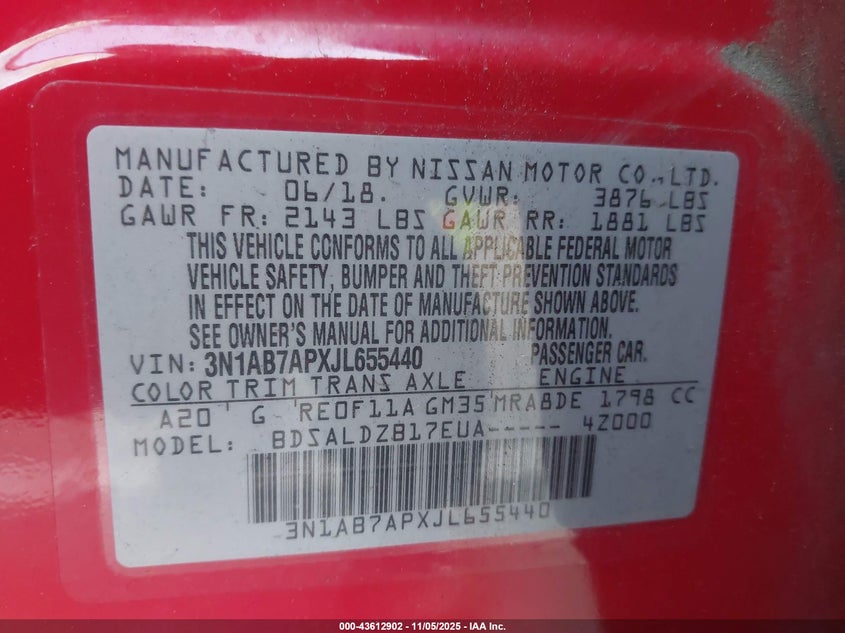 MANUFACTURED BY NISSAN MOTOR CO., LTD.
DATE: 06/18. GVWR: 3876 LBS
GAWR FR: 2143 LBS GAWR RR: 1881 LBS
THIS VEHICLE CONFORMS TO ALL APPLICABLE FEDERAL MOTOR
VEHICLE SAFETY, BUMPER AND THEFT PREVENTION STANDARDS
IN EFFECT ON THE DATE OF MANUFACTURE SHOWN ABOVE.
SEE OWNER'S MANUAL FOR ADDITIONAL INFORMATION.
VIN: 3N1AB7APXJL655440 PASSENGER CAR.
COLOR TRIM TRANS AXLE ENGINE
A20 G RE0F11A GM35 MRA8DE 1798 CC
MODEL: BDSALDZB17EUA----- 4Z000
3N1AB7APXJL655440
000-43612902 - 11/05/2025 - IAA Inc.